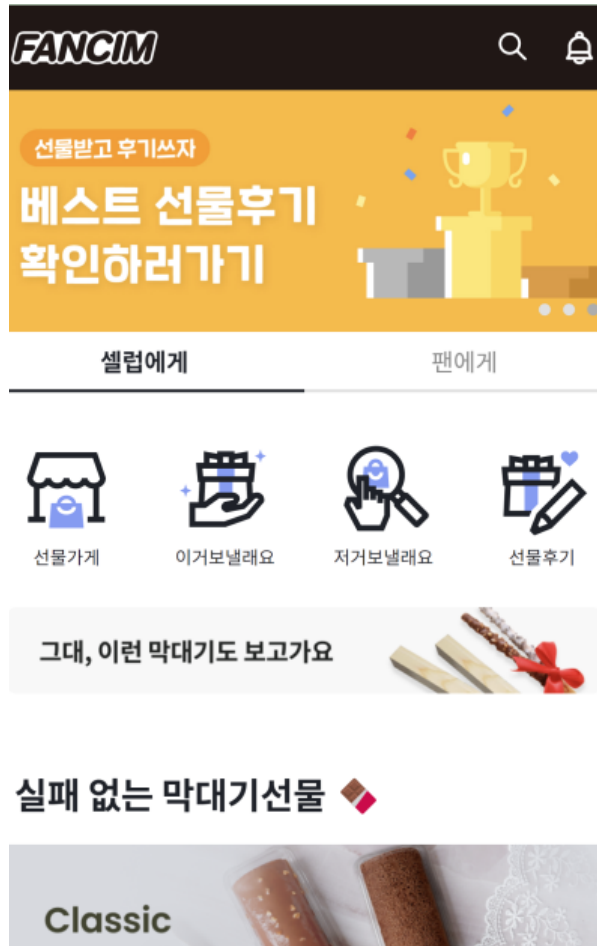 FANCIM
선물받고 후기쓰자
베스트 선물후기
확인하러가기
셀럽에게
팬에게
선물가게
이거보낼래요
저거보낼래요
선물후기
그대, 이런 막대기도 보고가요
실패 없는 막대기선물
Classic